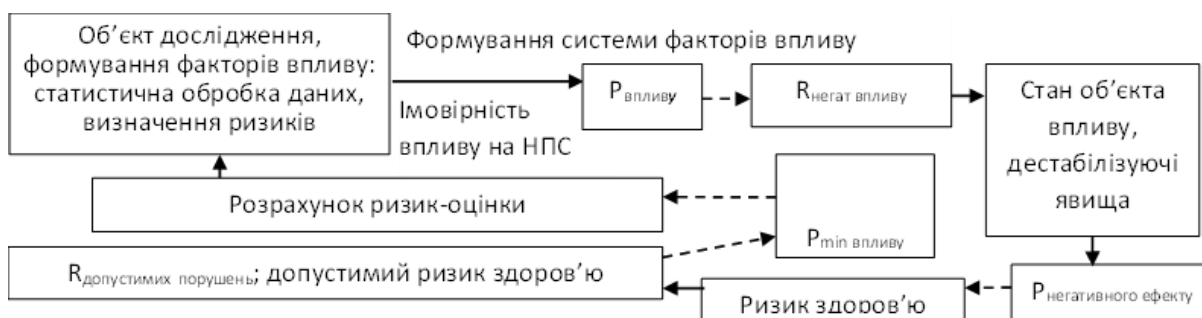 Об’єкт дослідження,
формування факторів впливу:
статистична обробка даних,
визначення ризиків
Формування системи факторів впливу
Імовірність
впливу на НПС
Pвпливу
Rнегат впливу
Стан об’єкта
впливу,
дестабілізуючі
явища
Розрахунок ризик-оцінки
Pmin впливу
Rдопустимих порушень; допустимий ризик здоров’ю
Ризик здоров’ю
Pнегативного ефекту